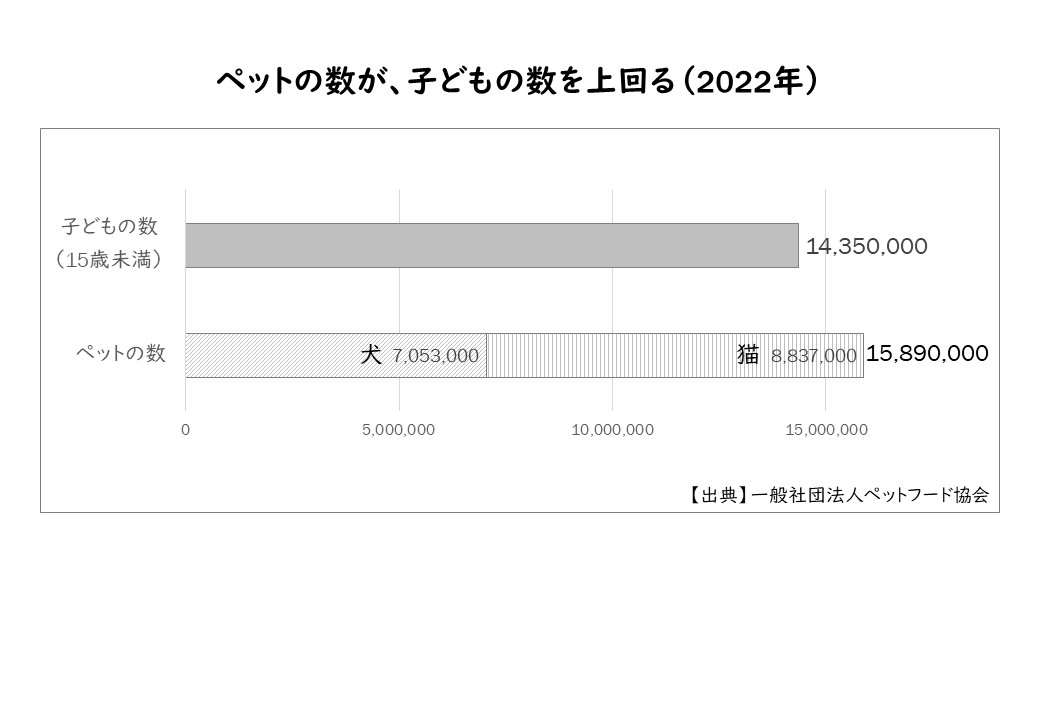 ペットの数が、子どもの数を上回る（2022年）
子どもの数
（15歳未満）
14,350,000
ペットの数
犬 7,053,000
猫 8,837,000
15,890,000
0
5,000,000
10,000,000
15,000,000
【出典】一般社団法人ペットフード協会